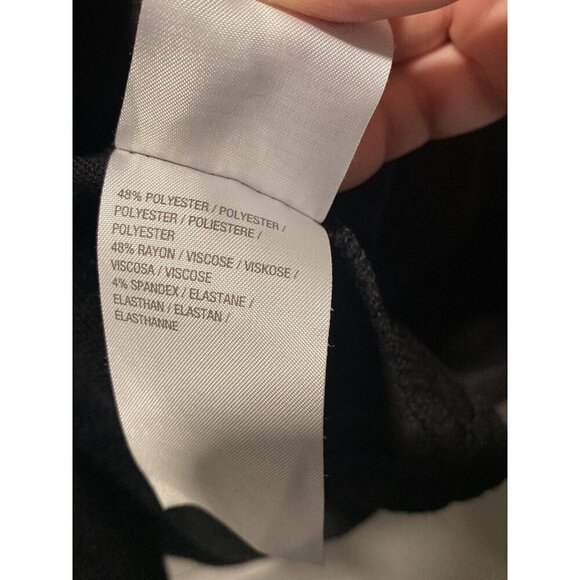 48% POLYESTER / POLYESTER /
POLYESTER / POLIESTERE /
POLYESTER
48% RAYON / VISCOSE / VISKOSE /
VISCOSA / VISCOSE
4% SPANDEX / ELASTANE /
ELASTHAN / ELASTAN /
ELASTHANNE